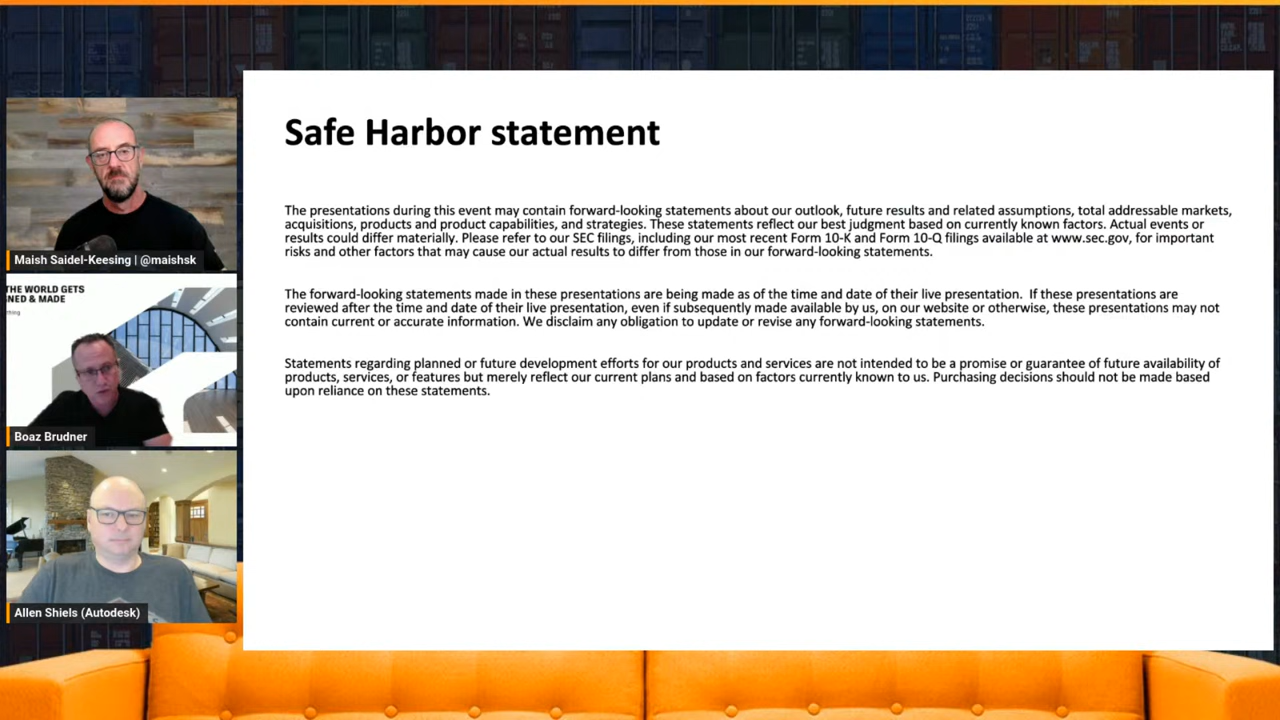 Safe Harbor statement
The presentations during this event may contain forward-looking statements about our outlook, future results and related assumptions, total addressable markets,
acquisitions, products and product capabilities, and strategies. These statements reflect our best judgment based on currently known factors. Actual events or
results could differ materially. Please refer to our SEC filings, including our most recent Form 10-K and Form 10-Q filings available at www.sec.gov, for important
risks and other factors that may cause our actual results to differ from those in our forward-looking statements.
The forward-looking statements made in these presentations are being made as of the time and date of their live presentation. If these presentations are
reviewed after the time and date of their live presentation, even if subsequently made available by us, on our website or otherwise, these presentations may not
contain current or accurate information. We disclaim any obligation to update or revise any forward-looking statements.
Statements regarding planned or future development efforts for our products and services are not intended to be a promise or guarantee of future availability of
products, services, or features but merely reflect our current plans and based on factors currently known to us. Purchasing decisions should not be made based
upon reliance on these statements.
Maish Saidel-Keesing | @maishsk
THE WORLD GETS
NED & MADE
Boaz Brudner
Allen Shiels (Autodesk)